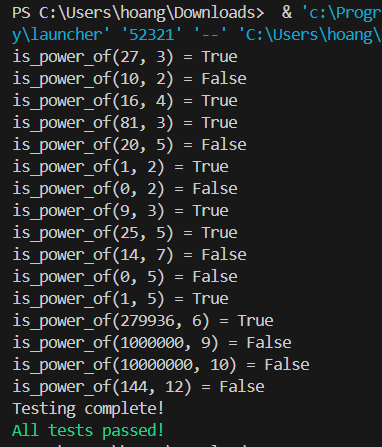 PS C:\Users\hoang\Downloads>  & 'c:\Progr
y\launcher' '52321' '--' 'C:\Users\hoang\
is_power_of(27, 3) = True
is_power_of(10, 2) = False
is_power_of(16, 4) = True
is_power_of(81, 3) = True
is_power_of(20, 5) = False
is_power_of(1, 2) = True
is_power_of(0, 2) = False
is_power_of(9, 3) = True
is_power_of(25, 5) = True
is_power_of(14, 7) = False
is_power_of(0, 5) = False
is_power_of(1, 5) = True
is_power_of(279936, 6) = True
is_power_of(1000000, 9) = False
is_power_of(10000000, 10) = False
is_power_of(144, 12) = False
Testing complete!
All tests passed!